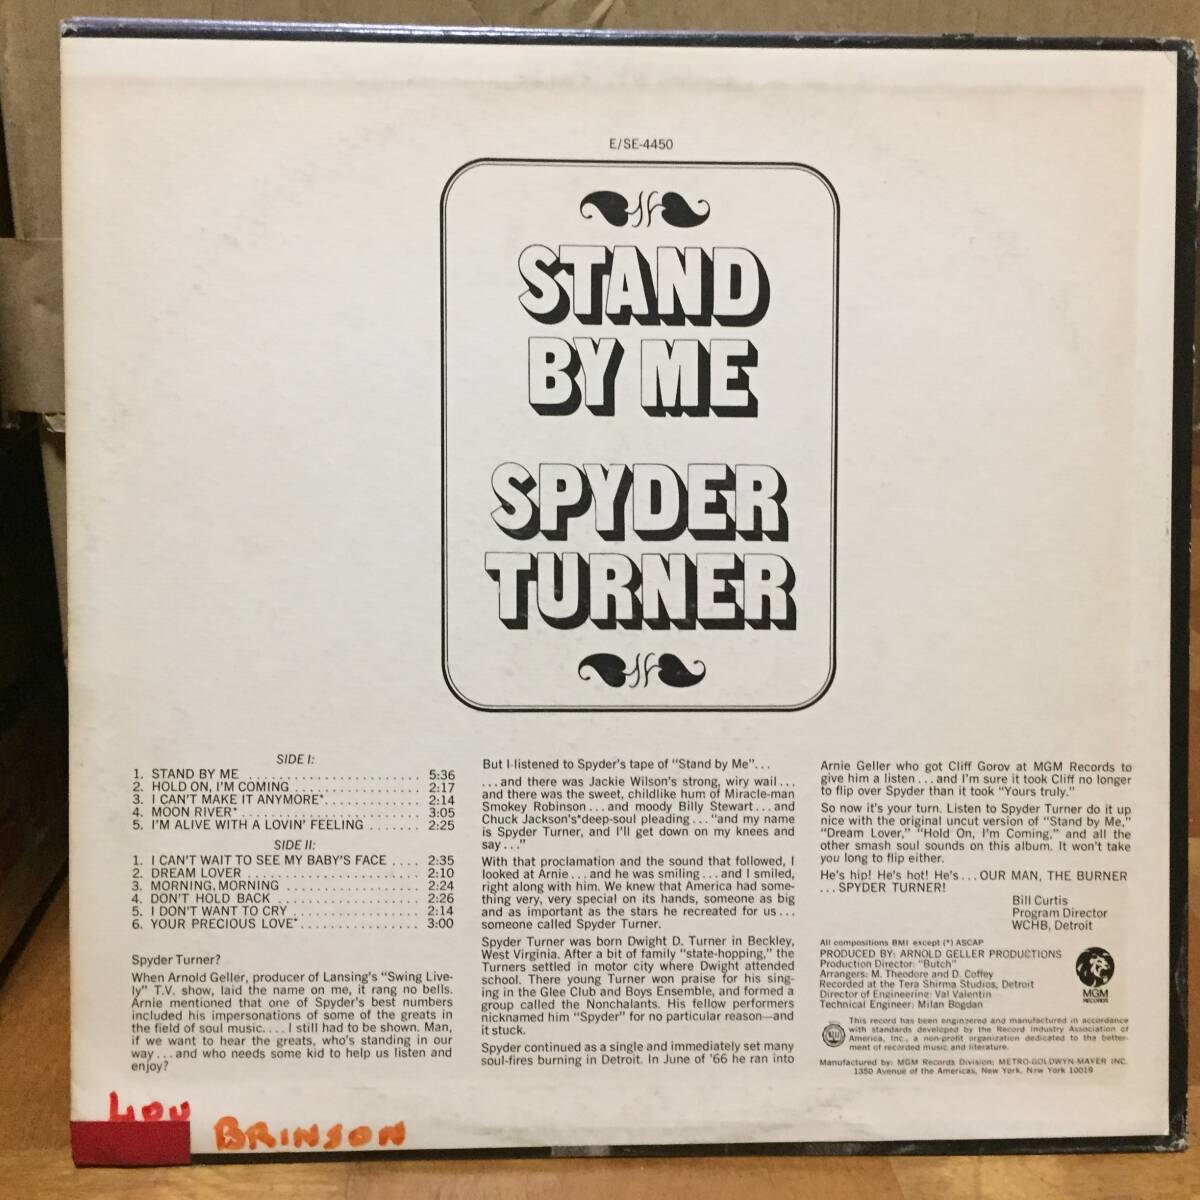 E/SE-4450
STAND
BY ME
SPYDER
TURNER
SIDE I:
1. STAND BY ME ........................ 5:36
2. HOLD ON, I'M COMING ................. 2:17
3. I CAN'T MAKE IT ANYMORE*............. 2:14
4. MOON RIVER* ......................... 3:05
5. I'M ALIVE WITH A LOVIN' FEELING ....... 2:25
SIDE II:
1. I CAN'T WAIT TO SEE MY BABY'S FACE .... 2:35
2. DREAM LOVER ........................ 2:10
3. MORNING, MORNING ................... 2:24
4. DON'T HOLD BACK .................... 2:26
5. I DON'T WANT TO CRY .................. 2:14
6. YOUR PRECIOUS LOVE*................. 3:00
Spyder Turner?
When Arnold Geller, producer of Lansing's "Swing Live-
ly" T.V. show, laid the name on me, it rang no bells.
Arnie mentioned that one of Spyder's best numbers
included his impersonations of some of the greats in
the field of soul music.... I still had to be shown. Man,
if we want to hear the greats, who's standing in our
way... and who needs some kid to help us listen and
enjoy?
But I listened to Spyder's tape of "Stand by Me"...
...and there was Jackie Wilson's strong, wiry wail...
and there was the sweet, childlike hum of Miracle-man
Smokey Robinson...and moody Billy Stewart...and
Chuck Jackson's deep-soul pleading..."and my name
is Spyder Turner, and I'll get down on my knees and
say..."
With that proclamation and the sound that followed, I
looked at Arnie...and he was smiling...and I smiled,
right along with him. We knew that America had some-
thing very, very special on its hands, someone as big
and as important as the stars he recreated for us...
someone called Spyder Turner.
Spyder Turner was born Dwight D. Turner in Beckley,
West Virginia. After a bit of family "state-hopping," the
Turners settled in motor city where Dwight attended
school. There young Turner won praise for his sing-
ing in the Glee Club and Boys Ensemble, and formed a
group called the Nonchalants. His fellow performers
nicknamed him "Spyder" for no particular reason—and
it stuck.
Spyder continued as a single and immediately set many
soul-fires burning in Detroit. In June of '66 he ran into
Arnie Geller who got Cliff Gorov at MGM Records to
give him a listen...and I'm sure it took Cliff no longer
to flip over Spyder than it took "Yours truly."
So now it's your turn. Listen to Spyder Turner do it up
nice with the original uncut version of "Stand by Me,"
"Dream Lover," "Hold On, I'm Coming," and all the
other smash soul sounds on this album. It won't take
you long to flip either.
He's hip! He's hot! He's...OUR MAN, THE BURNER
...SPYDER TURNER!
Bill Curtis
Program Director
WCHB, Detroit
All compositions BMI except (*) ASCAP
PRODUCED BY: ARNOLD GELLER PRODUCTIONS
Production Director: "Butch"
Arrangers: M. Theodore and D. Coffey
Recorded at the Tera Shirma Studios, Detroit
Director of Engineering: Val Valentin
Technical Engineer: Milan Bogdan
MGM
RECORDS
This record has been engineered and manufactured in accordance
with standards developed by the Record Industry Association of
America, Inc., a non-profit organization dedicated to the better-
ment of recorded music and literature.
Manufactured by: MGM Records Division, METRO-GOLDWYN-MAYER INC.
1350 Avenue of the Americas, New York, New York 10019
BRINSON